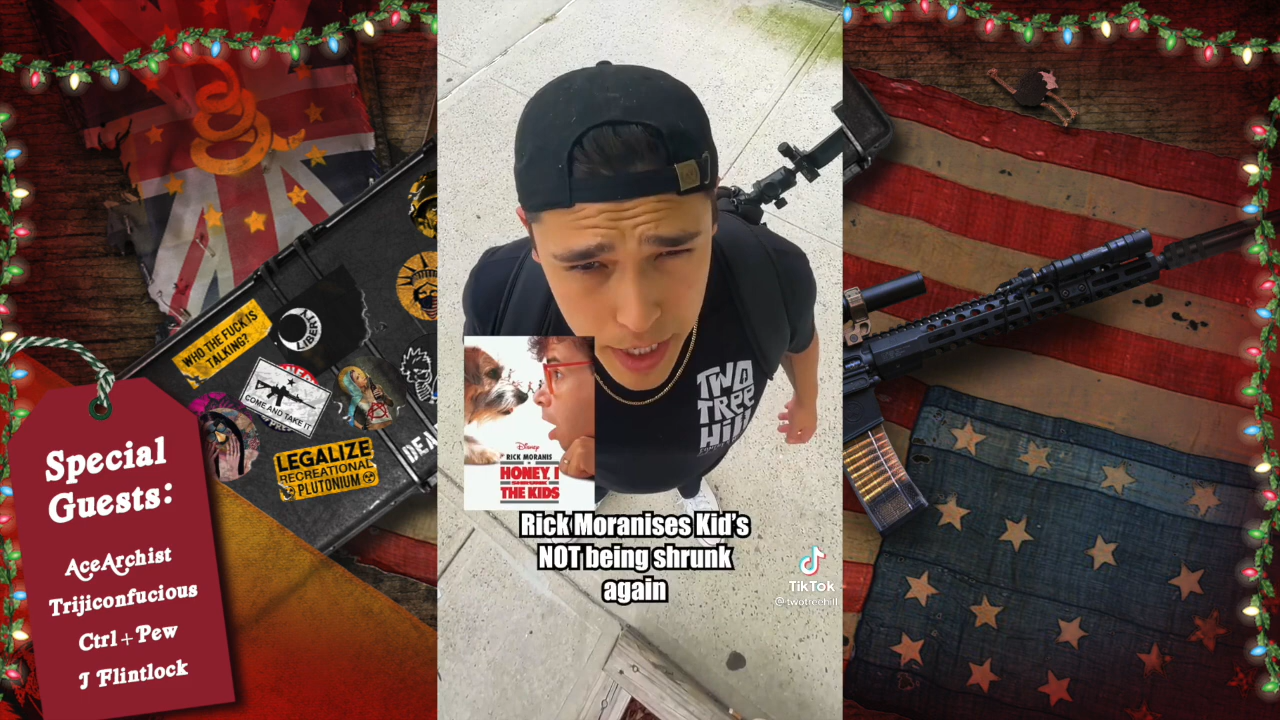 Special
Guests:
AceArchist
Trijiconfucious
Ctrl+Pew
J Flintlock
WHO THE FUCK IS
TALKING?
LIBERTY
COME AND TAKE IT
LEGALIZE
RECREATIONAL
PLUTONIUM
TWO
TREE
HILL
Disney
RICK MORANIS
HONEY, I
THE KIDS
Rick Moranises Kid's
NOT being shrunk
again
TikTok
@twotreehill